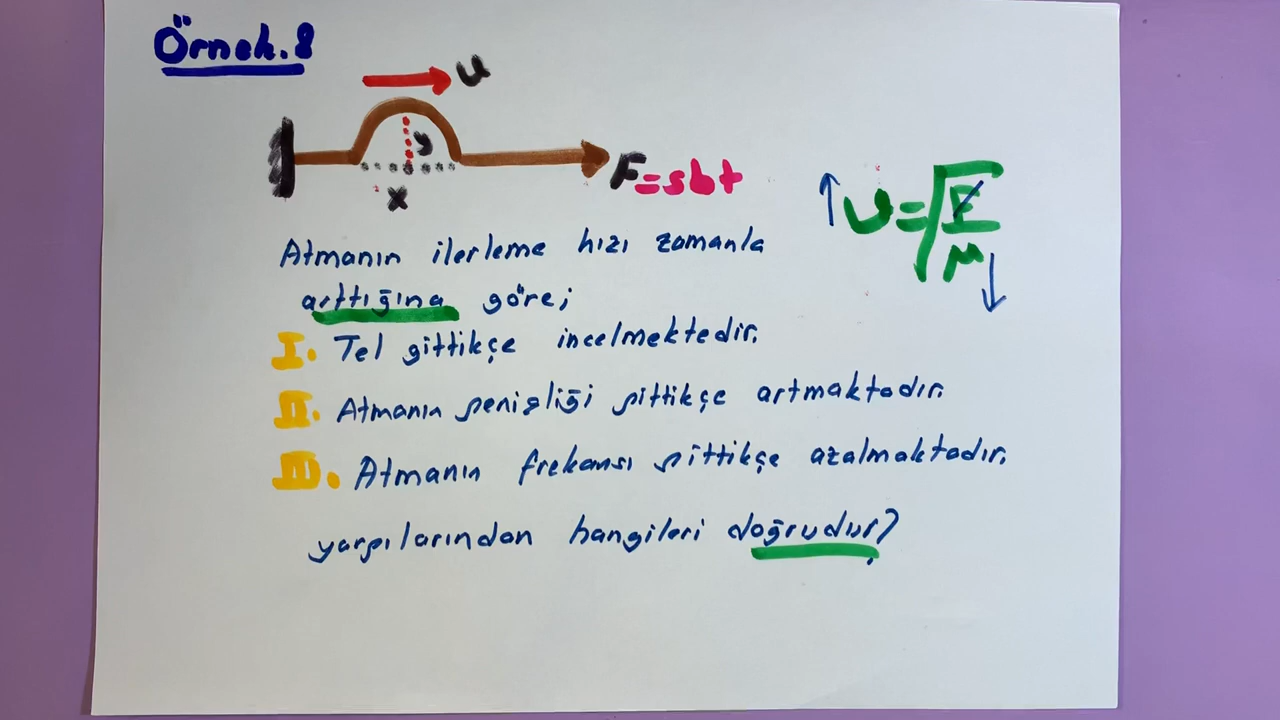 Örnek.8
υ
y
x
F=sbt
υ=√F/μ
Atmanın ilerleme hızı zamanla
arttığına göre;
I. Tel gittikçe incelmektedir.
II. Atmanın genişliği gittikçe artmaktadır.
III. Atmanın frekansı gittikçe azalmaktadır.
yargılarından hangileri doğrudur?